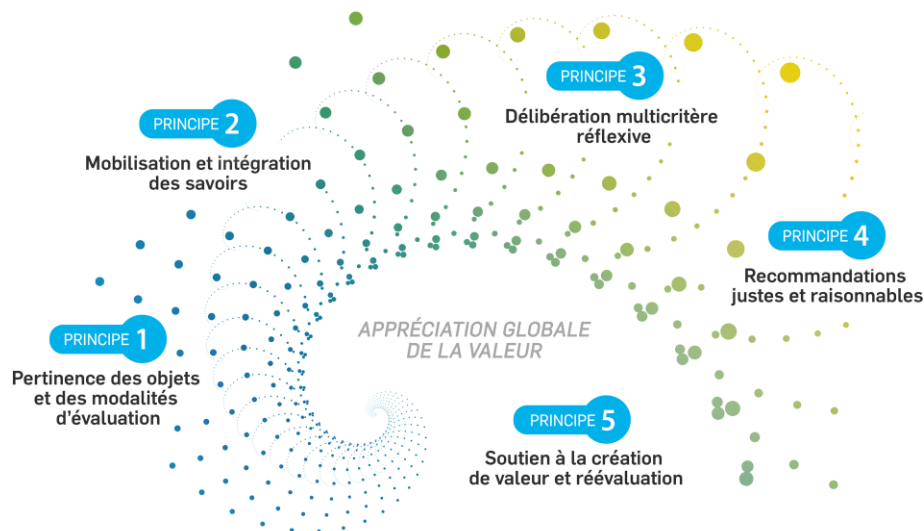 PRINCIPE 1
Pertinence des objets
et des modalités
d'évaluation
PRINCIPE 2
Mobilisation et intégration
des savoirs
PRINCIPE 3
Délibération multicritère
réflexive
PRINCIPE 4
Recommandations
justes et raisonnables
PRINCIPE 5
Soutien à la création
de valeur et réévaluation
APPRÉCIATION GLOBALE
DE LA VALEUR